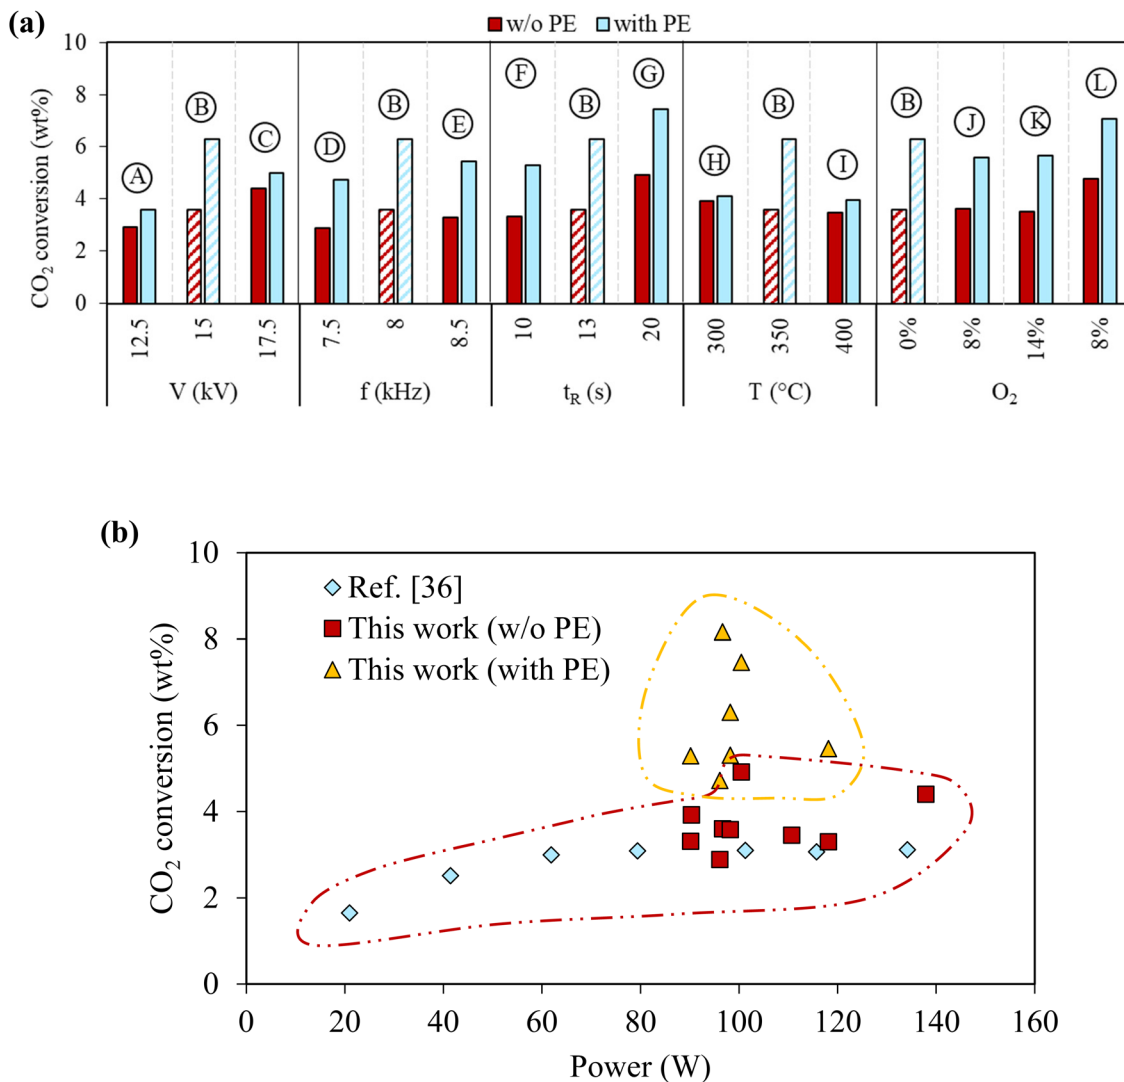 (a)
w/o PE with PE
CO₂ conversion (wt%)
10
8
6
4
2
0
A B C D B E F B G H B I B J K L
12.5 15 17.5 7.5 8 8.5 10 13 20 300 350 400 0% 8% 14% 8%
V (kV) f (kHz) tR (s) T (°C) O₂
(b)
CO₂ conversion (wt%)
10
8
6
4
2
0
Ref. [36]
This work (w/o PE)
This work (with PE)
0 20 40 60 80 100 120 140 160
Power (W)